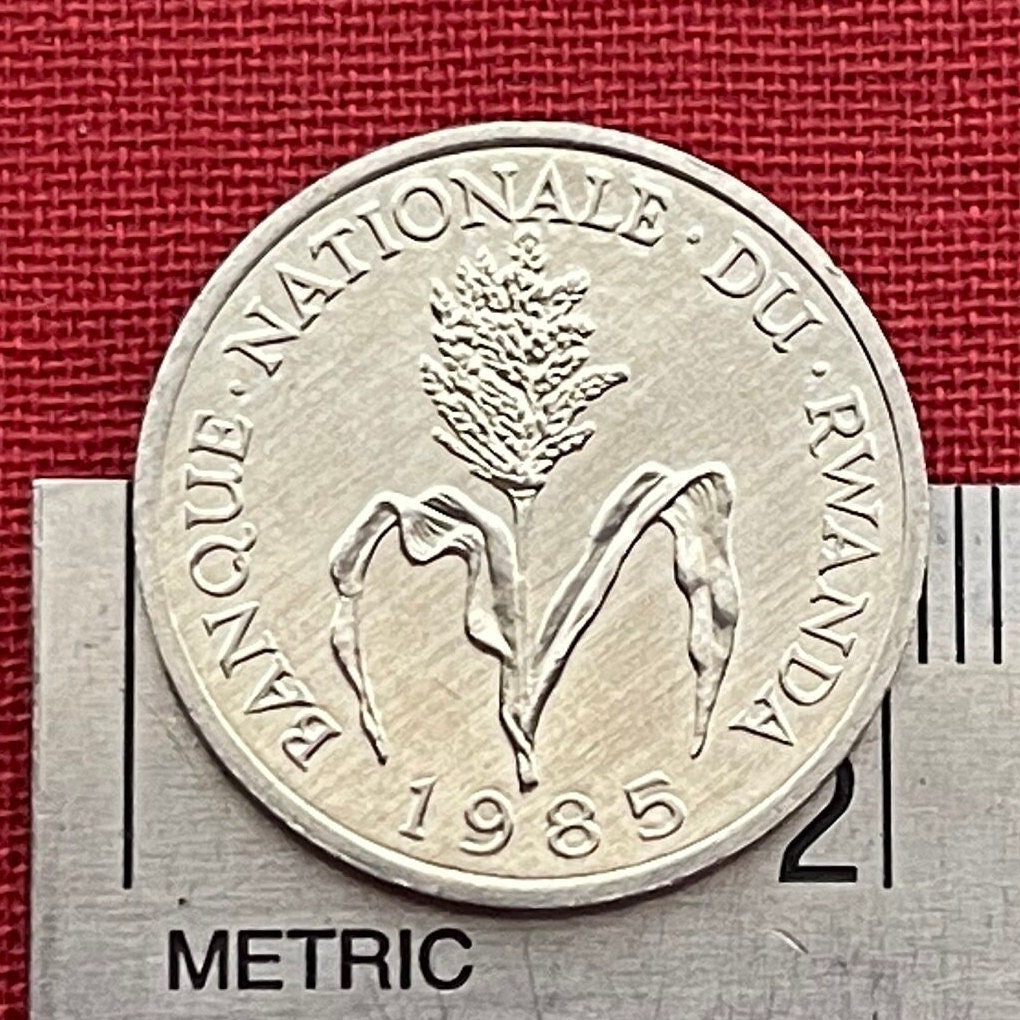 BANQUE · NATIONALE · DU · RWANDA
1985
2
METRIC